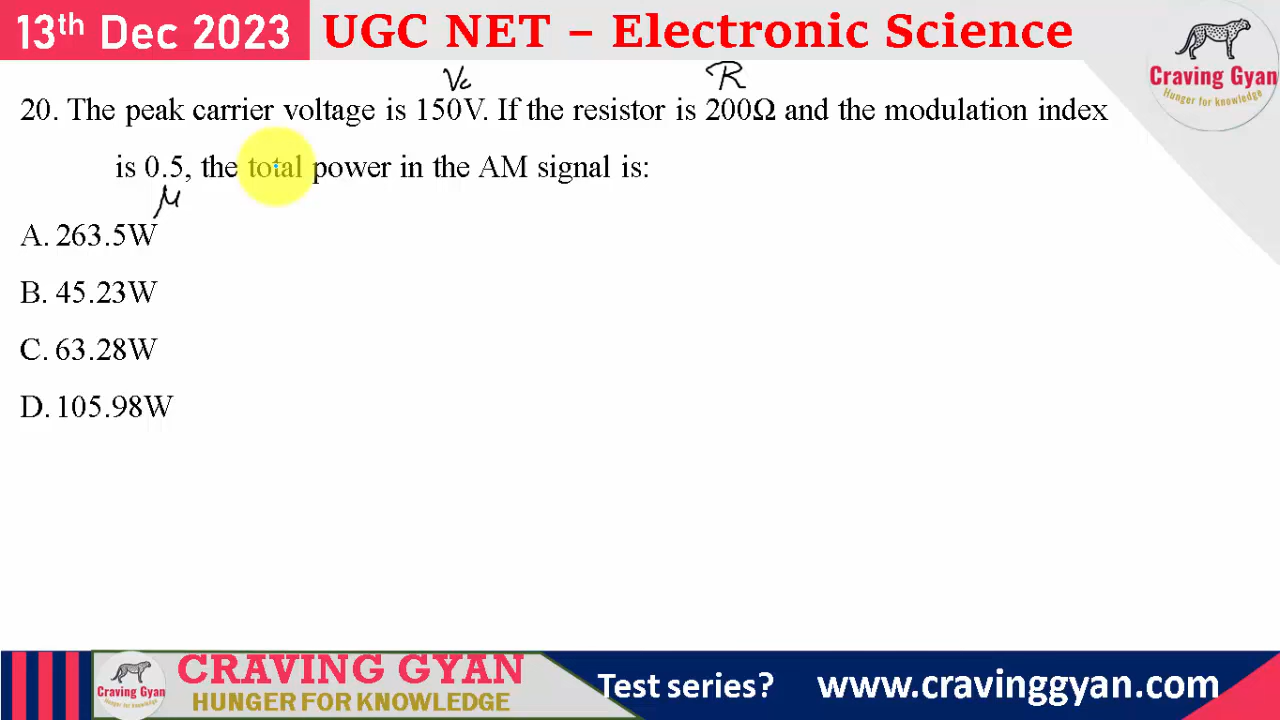 13th Dec 2023 UGC NET – Electronic Science
Craving Gyan
Hunger for knowledge
Vc R
20. The peak carrier voltage is 150V. If the resistor is 200Ω and the modulation index
is 0.5, the total power in the AM signal is:
μ
A. 263.5W
B. 45.23W
C. 63.28W
D. 105.98W
Craving Gyan
CRAVING GYAN
HUNGER FOR KNOWLEDGE
Test series? www.cravinggyan.com